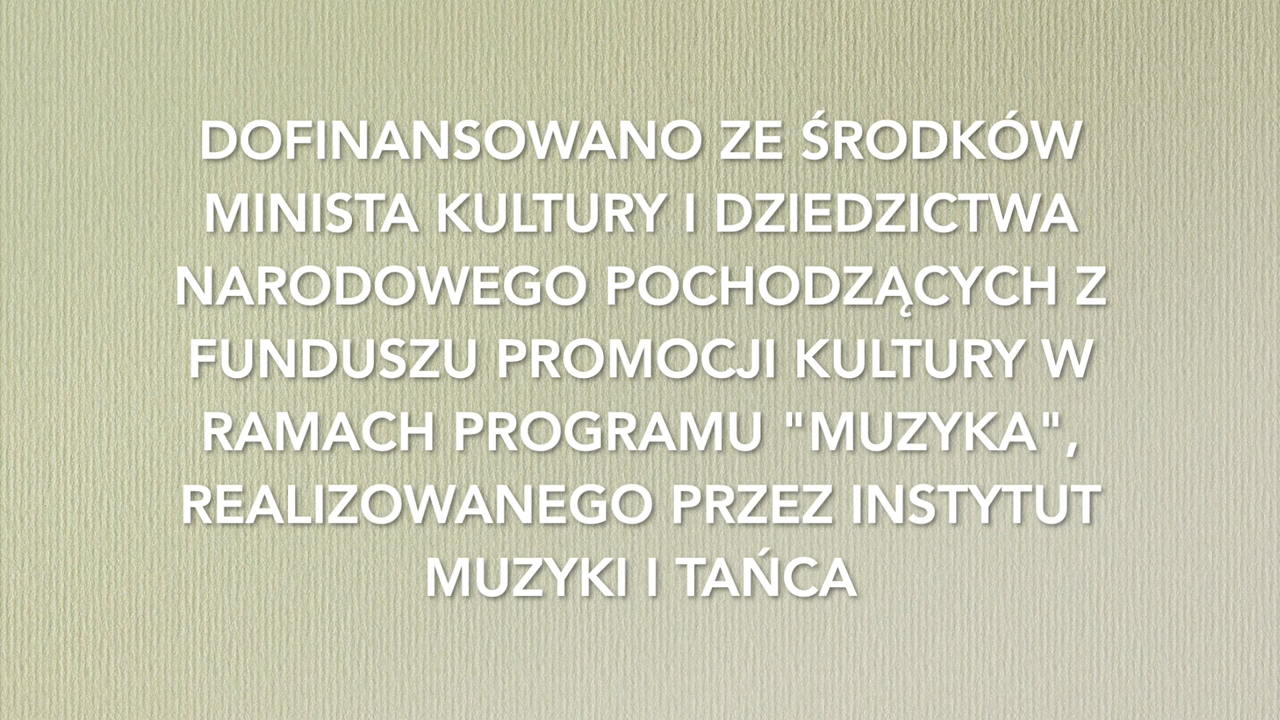 DOFINANSOWANO ZE ŚRODKÓW
MINISTA KULTURY I DZIEDZICTWA
NARODOWEGO POCHODZĄCYCH Z
FUNDUSZU PROMOCJI KULTURY W
RAMACH PROGRAMU "MUZYKA",
REALIZOWANEGO PRZEZ INSTYTUT
MUZYKI I TAŃCA